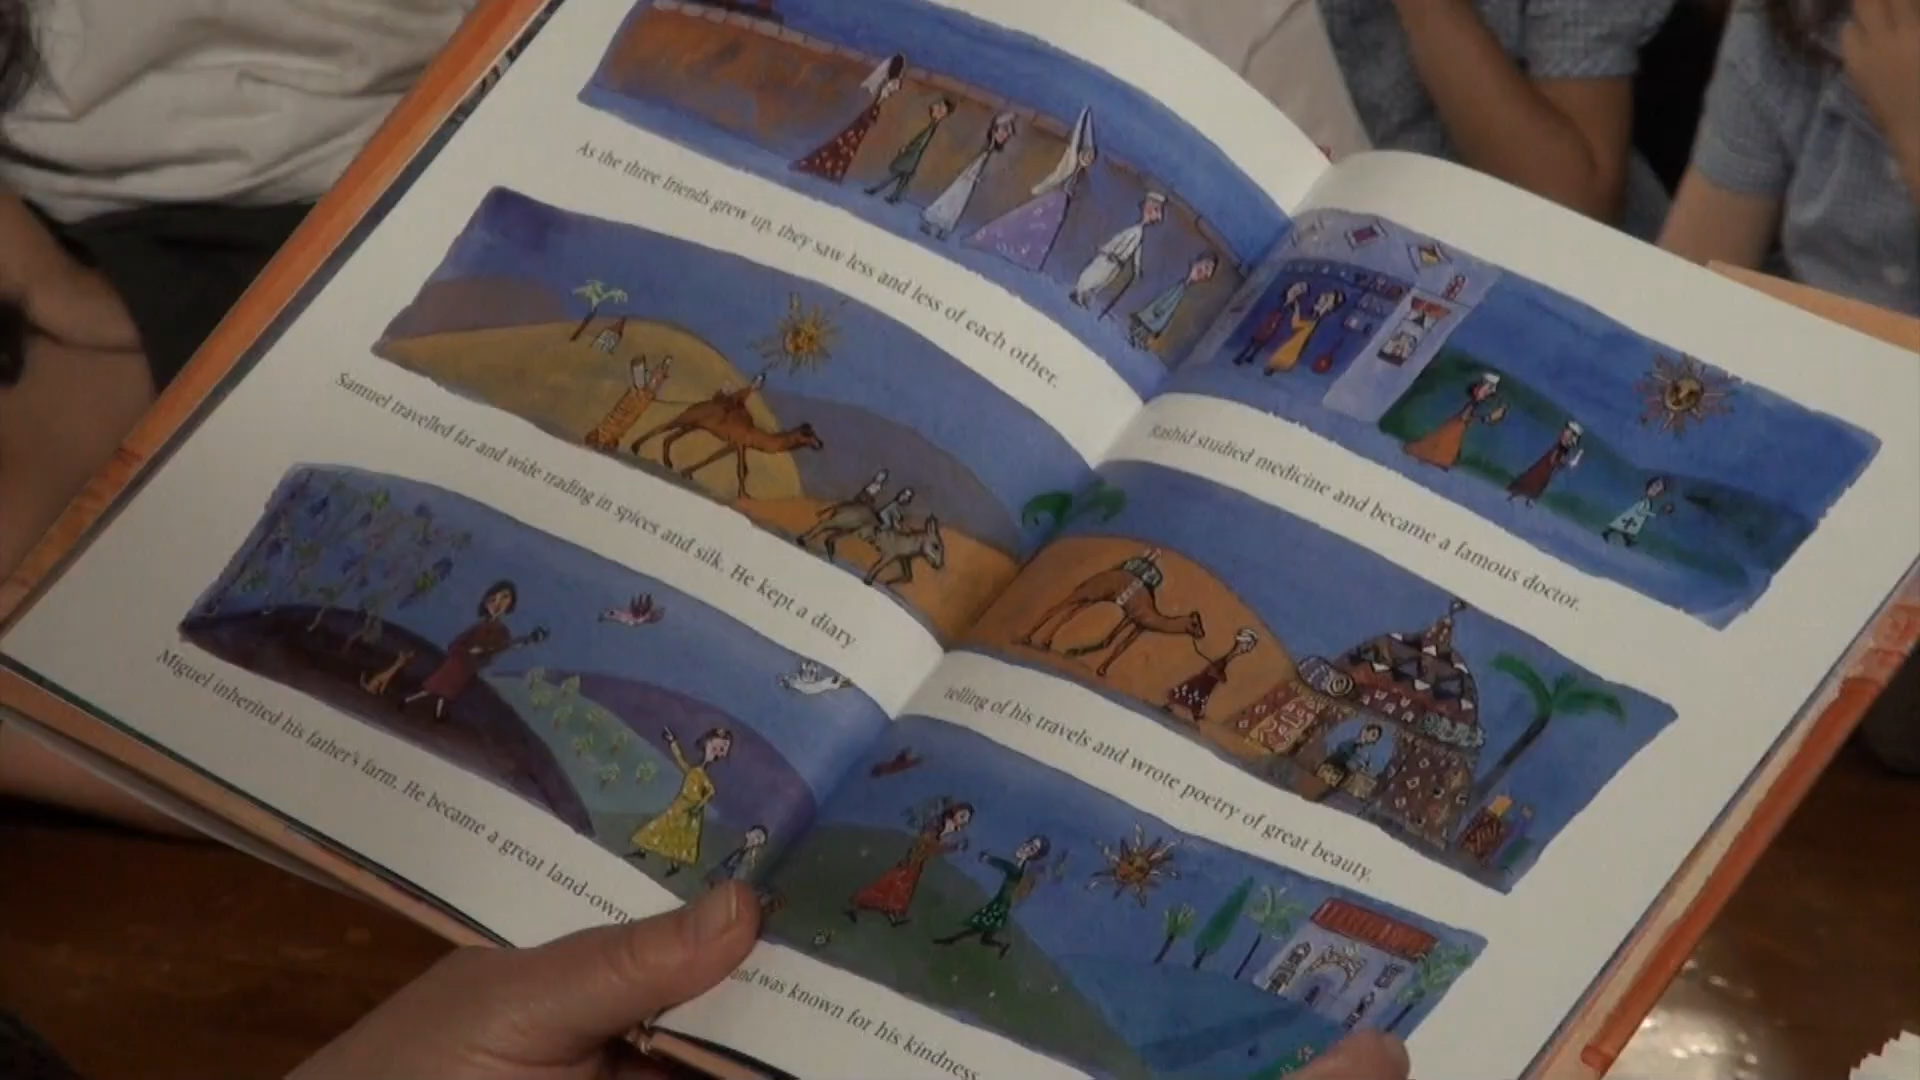 As the three friends grew up, they saw less and less of each other.
Rashid studied medicine and became a famous doctor.
Samuel travelled far and wide trading in spices and silk. He kept a diary
telling of his travels and wrote poetry of great beauty.
Miguel inherited his father's farm. He became a great land-owne
and was known for his kindness